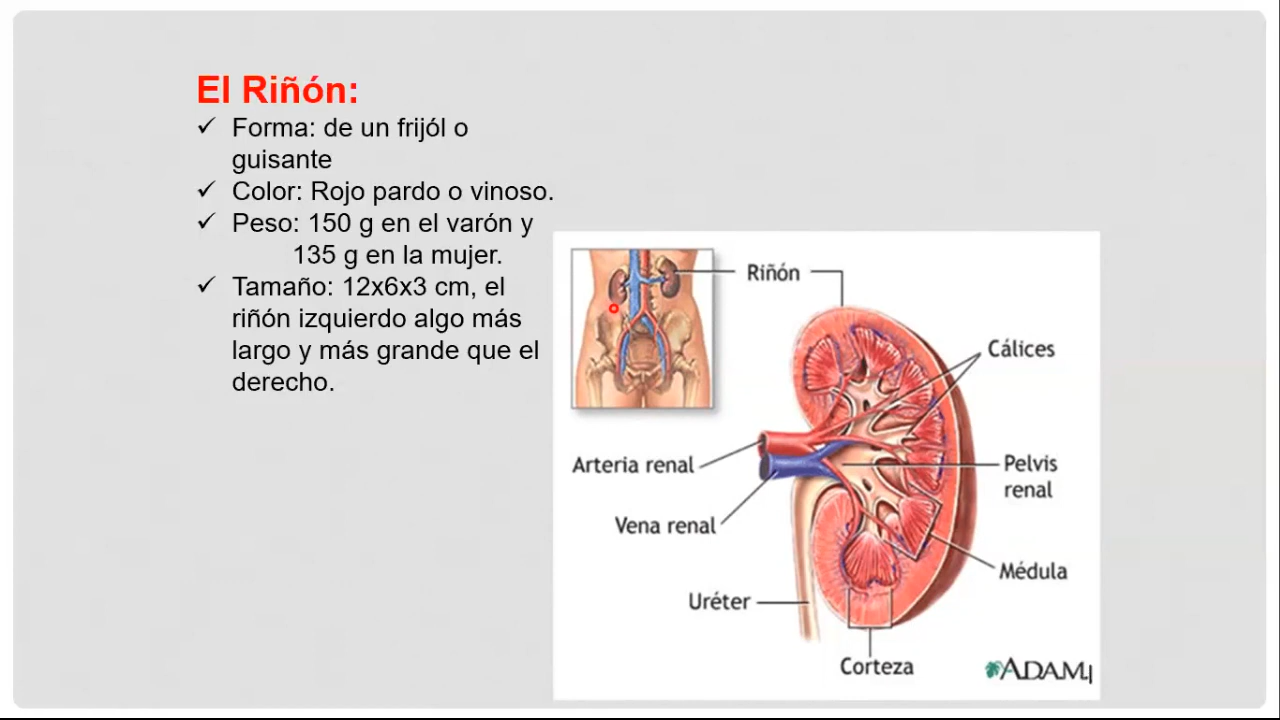 El Riñón:
✓ Forma: de un frijól o
guisante
✓ Color: Rojo pardo o vinoso.
✓ Peso: 150 g en el varón y
135 g en la mujer.
✓ Tamaño: 12x6x3 cm, el
riñón izquierdo algo más
largo y más grande que el
derecho.
Riñón
Cálices
Arteria renal
Pelvis
renal
Vena renal
Médula
Uréter
Corteza
ADAM